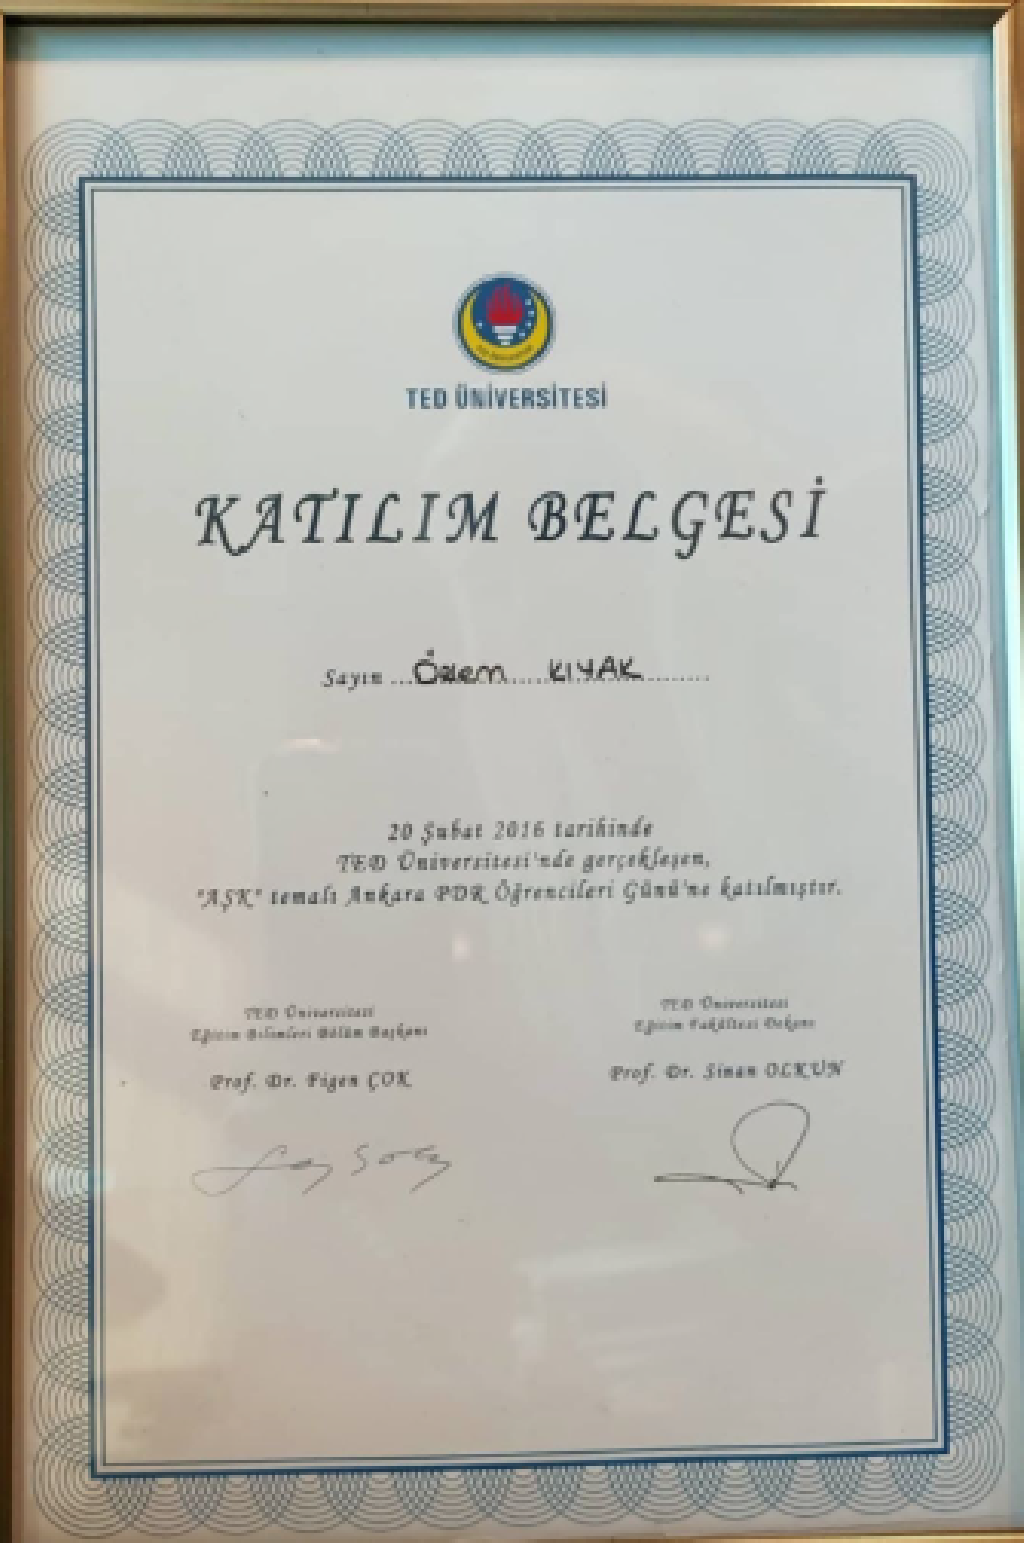 TED ÜNİVERSİTESİ
KATILIM BELGESİ
Sayın ...Özlem.....KIYAK.........
20 Şubat 2016 tarihinde
TED Üniversitesi'nde gerçekleşen,
"AŞK" temalı Ankara PDR Öğrencileri Günü'ne katılmıştır.
TED Üniversitesi
Eğitim Bilimleri Bölüm Başkanı
Prof. Dr. Figen ÇOK
TED Üniversitesi
Eğitim Fakültesi Dekanı
Prof. Dr. Sinan OLKUN